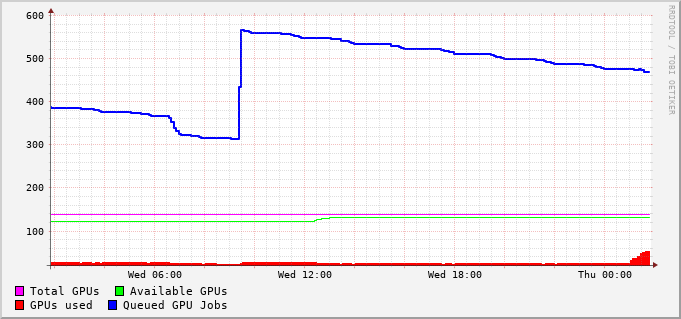 600
500
400
300
200
100
Wed 06:00 Wed 12:00 Wed 18:00 Thu 00:00
Total GPUs Available GPUs
GPUs used Queued GPU Jobs
RRDTOOL / TOBI OETIKER